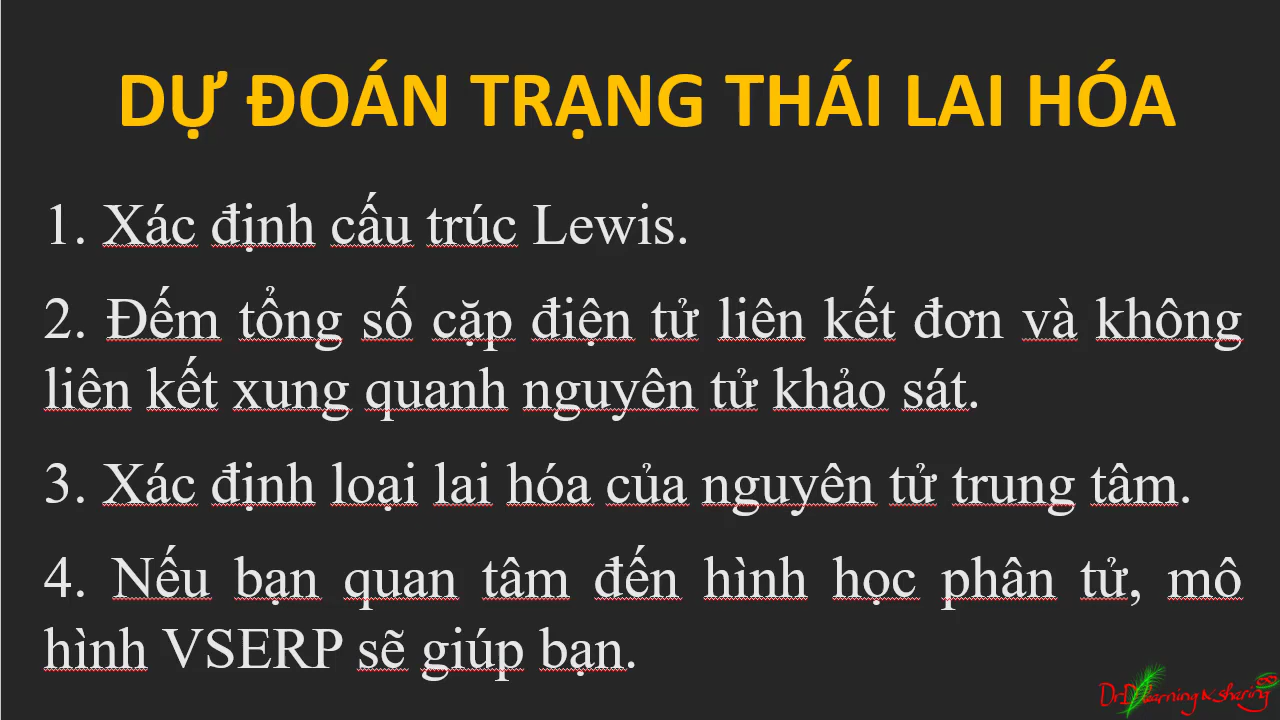 DỰ ĐOÁN TRẠNG THÁI LAI HÓA
1. Xác định cấu trúc Lewis.
2. Đếm tổng số cặp điện tử liên kết đơn và không
liên kết xung quanh nguyên tử khảo sát.
3. Xác định loại lai hóa của nguyên tử trung tâm.
4. Nếu bạn quan tâm đến hình học phân tử, mô
hình VSERP sẽ giúp bạn.
Dr.D learning & sharing